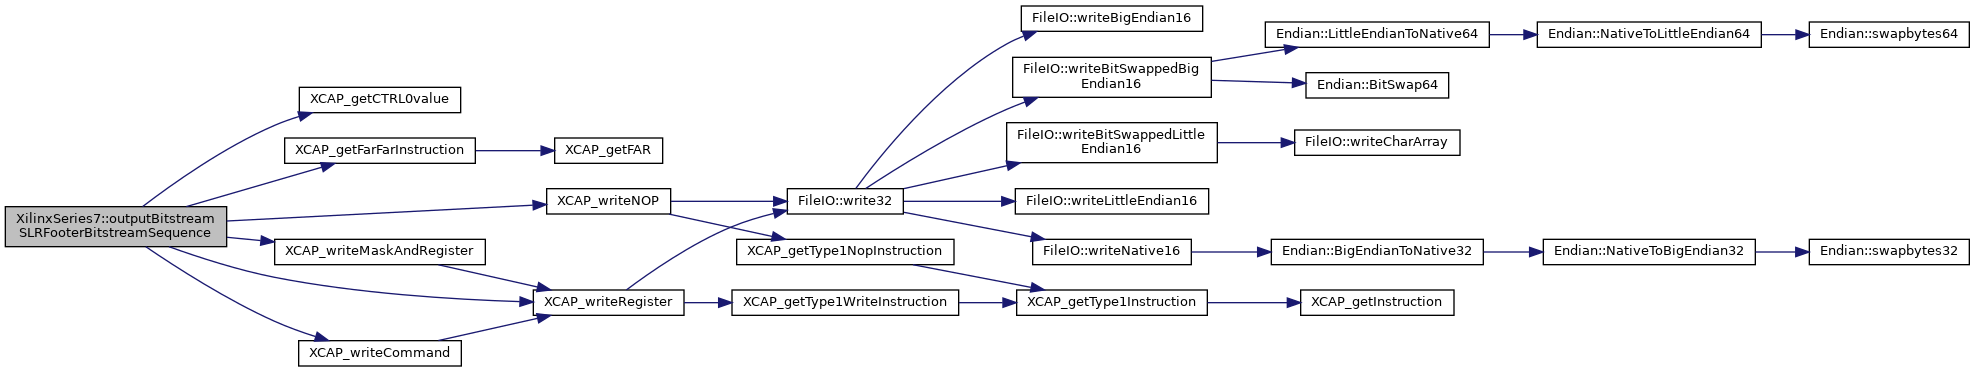 XilinxSeries7::outputBitstream
SLRFooterBitstreamSequence
XCAP_getCTRL0value
XCAP_getFarFarInstruction
XCAP_getFAR
XCAP_writeNOP
XCAP_writeMaskAndRegister
XCAP_writeRegister
XCAP_writeCommand
FileIO::write32
XCAP_getType1NopInstruction
XCAP_getType1WriteInstruction
FileIO::writeBigEndian16
FileIO::writeBitSwappedBig
Endian16
FileIO::writeBitSwappedLittle
Endian16
FileIO::writeLittleEndian16
FileIO::writeNative16
XCAP_getType1Instruction
Endian::LittleEndianToNative64
Endian::BitSwap64
FileIO::writeCharArray
Endian::BigEndianToNative32
XCAP_getInstruction
Endian::NativeToLittleEndian64
Endian::NativeToBigEndian32
Endian::swapbytes64
Endian::swapbytes32